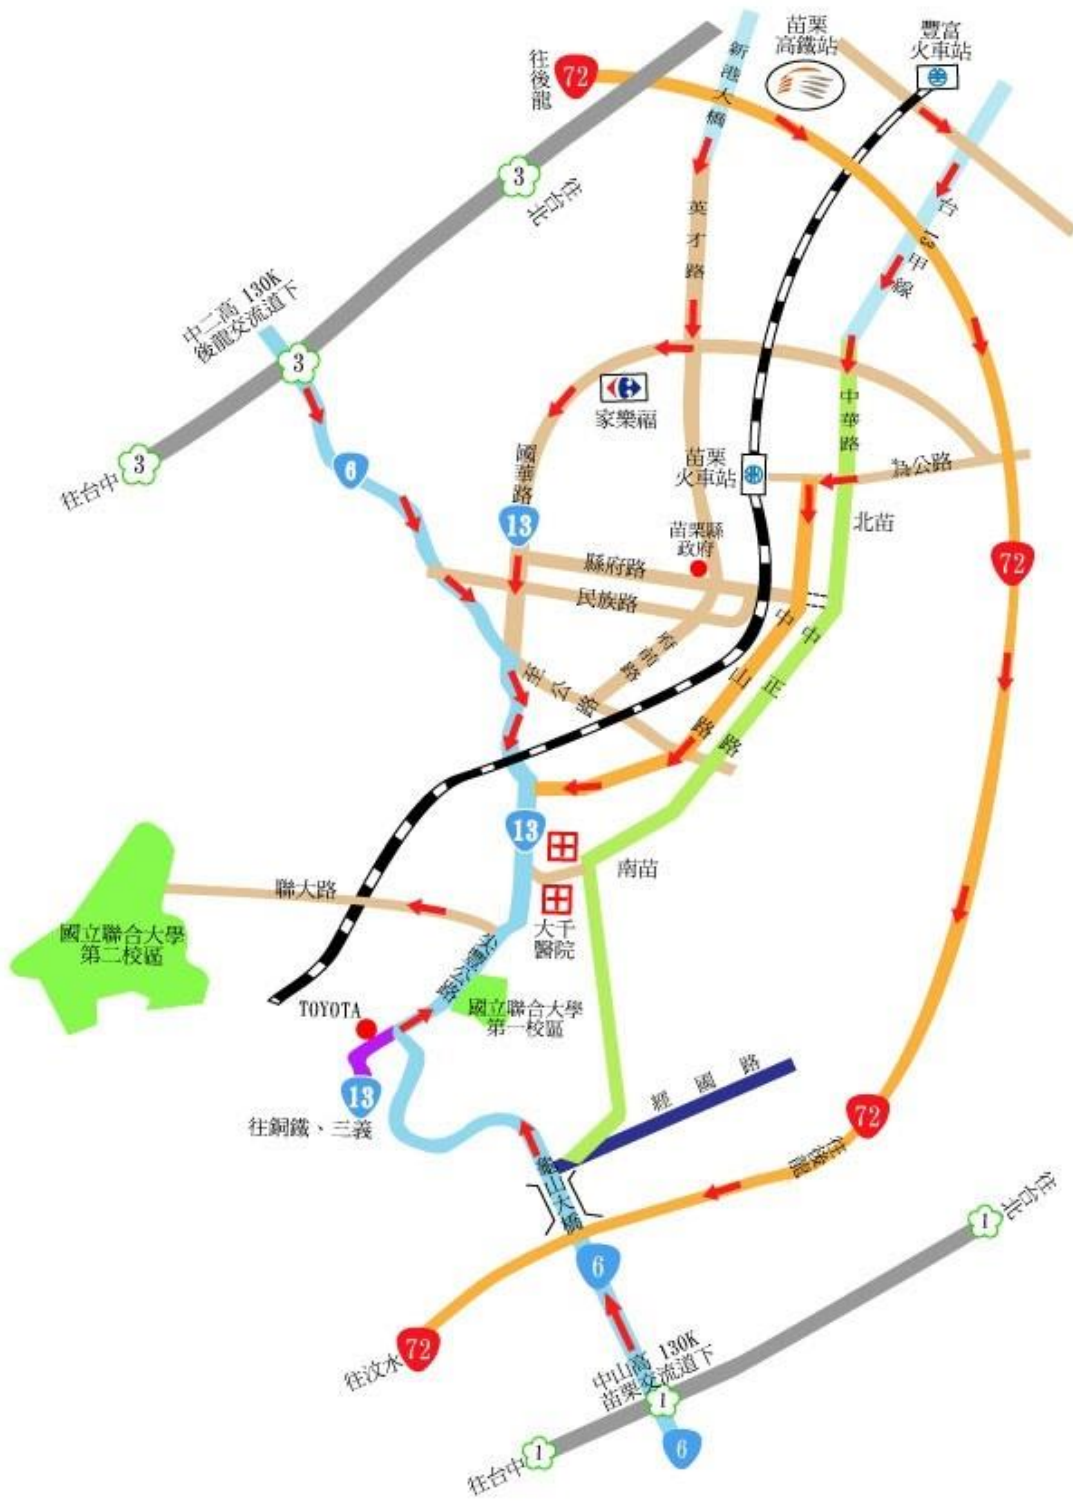 苗栗
高鐵站
豐富
火車站
新港大橋
往後龍
72
3
往台北
台13甲線
英才路
中二高 130K
後龍交流道下
3
中華路
家樂福
國華路
苗栗
火車站
為公路
3
往台中
6
13
北苗
苗栗縣
政府
縣府路
72
民族路
府前路
中山路
中正路
至公路
13
南苗
聯大路
大千
醫院
國立聯合大學
第二校區
尖豐公路
TOYOTA
國立聯合大學
第一校區
經國路
13
往銅鐵、三義
72
往後龍
龜山大橋
往台北
1
6
72
往汶水
中山高 130K
苗栗交流道下
1
6
1
往台中